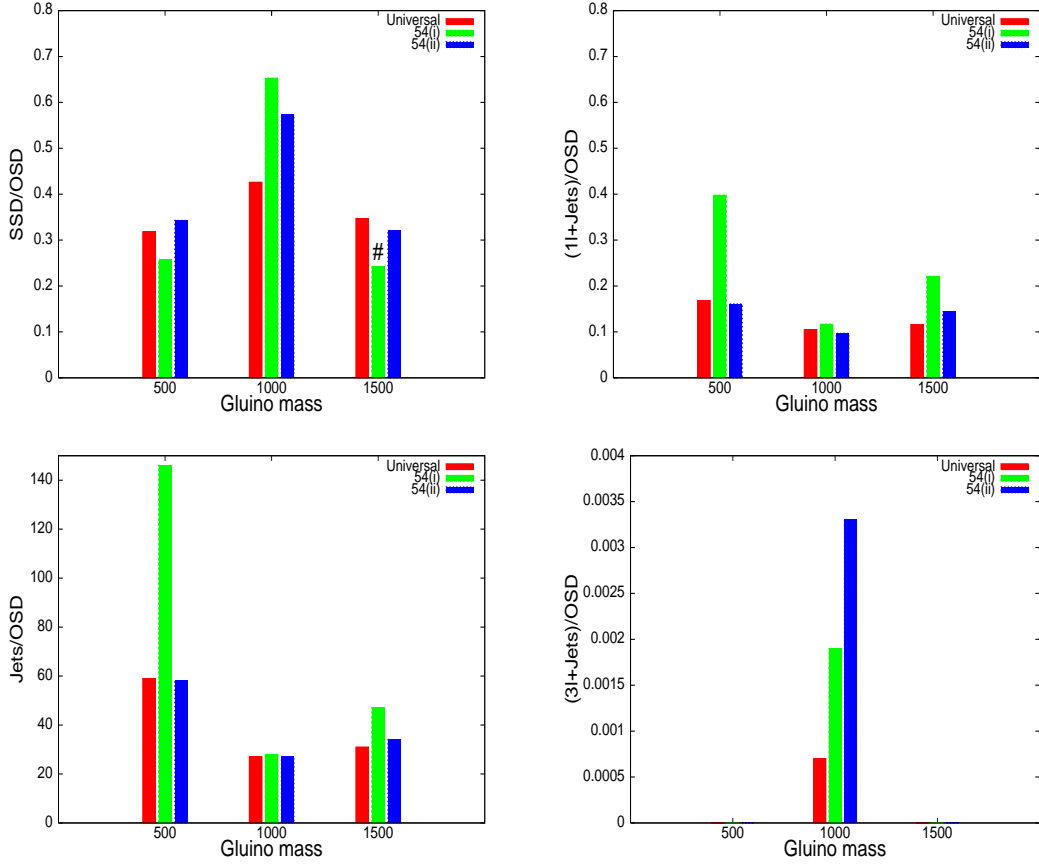 0.8
0.7
0.6
0.5
0.4
0.3
0.2
0.1
0
SSD/OSD
Universal
54(i)
54(ii)
#
500 1000 1500
Gluino mass
0.8
0.7
0.6
0.5
0.4
0.3
0.2
0.1
0
(1l+Jets)/OSD
Universal
54(i)
54(ii)
500 1000 1500
Gluino mass
140
120
100
80
60
40
20
0
Jets/OSD
Universal
54(i)
54(ii)
500 1000 1500
Gluino mass
0.004
0.0035
0.003
0.0025
0.002
0.0015
0.001
0.0005
0
(3l+Jets)/OSD
Universal
54(i)
54(ii)
500 1000 1500
Gluino mass